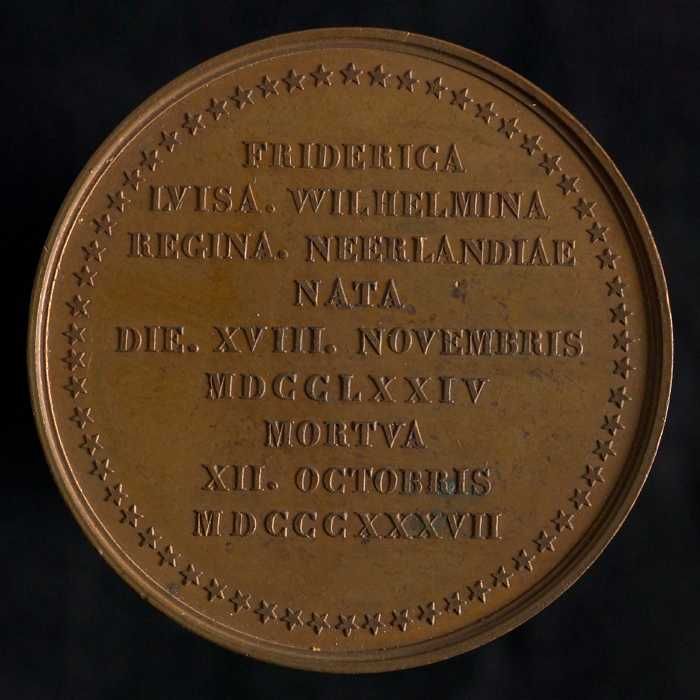 FRIDERICA
LVISA. WILHELMINA
REGINA. NEERLANDIAE
NATA
DIE. XVIII. NOVEMBRIS
MDCCLXXIV
MORTVA
XII. OCTOBRIS
MDCCCXXXVII